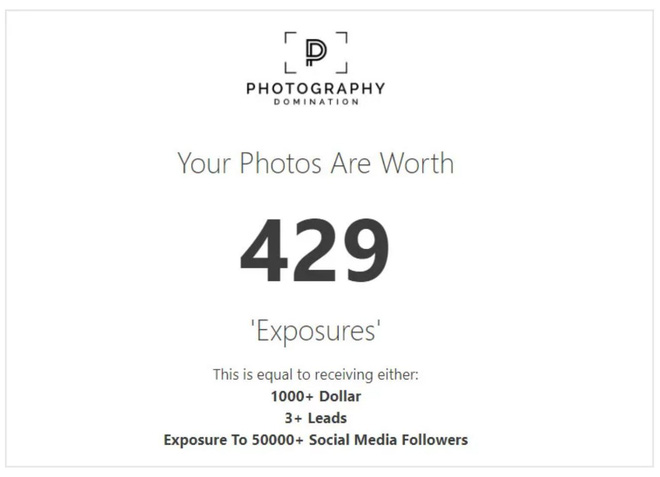 PHOTOGRAPHY
DOMINATION
Your Photos Are Worth
429
'Exposures'
This is equal to receiving either:
1000+ Dollar
3+ Leads
Exposure To 50000+ Social Media Followers